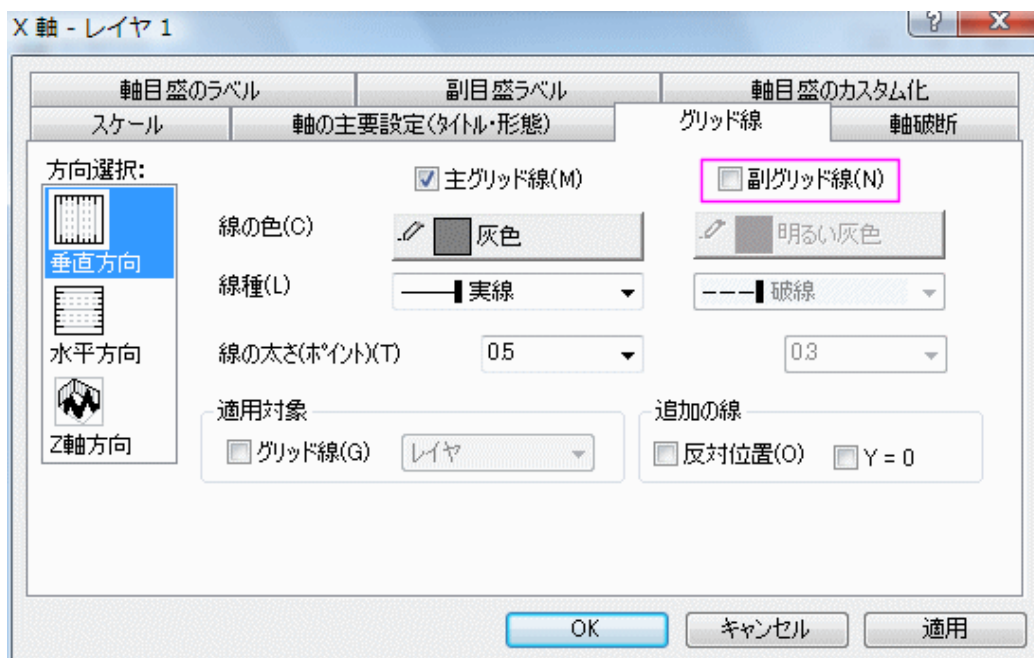 X 軸 - レイヤ 1
?
軸目盛のラベル 副目盛ラベル 軸目盛のカスタム化
スケール 軸の主要設定(タイトル・形態) グリッド線 軸破断
方向選択:
主グリッド線(M) 副グリッド線(N)
線の色(C) 灰色 明るい灰色
垂直方向
線種(L) 実線 破線
水平方向
線の太さ(ポイント)(T) 0.5 0.3
適用対象 追加の線
Z軸方向
グリッド線(G) レイヤ 反対位置(O) Y = 0
OK キャンセル 適用